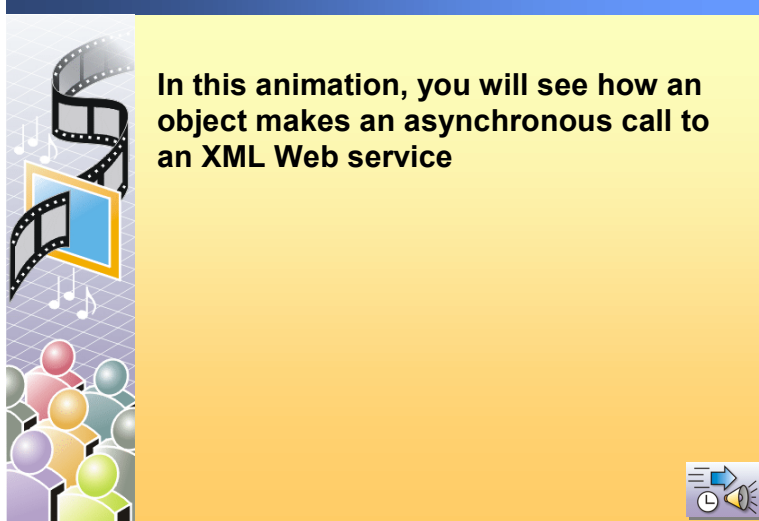 In this animation, you will see how an
object makes an asynchronous call to
an XML Web service